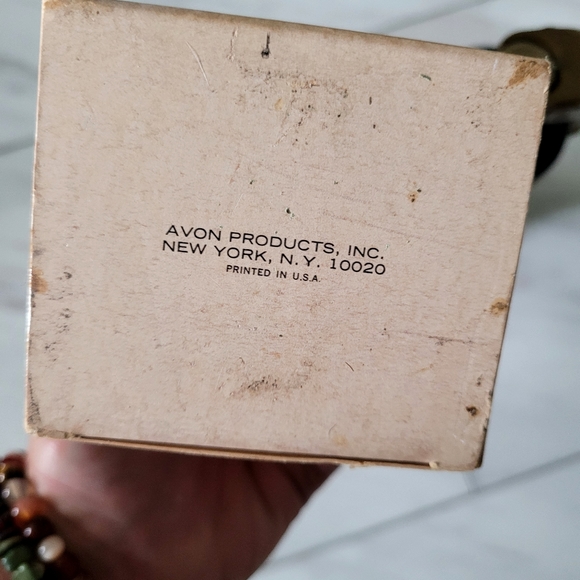 AVON PRODUCTS, INC.
NEW YORK, N.Y. 10020
PRINTED IN U.S.A.